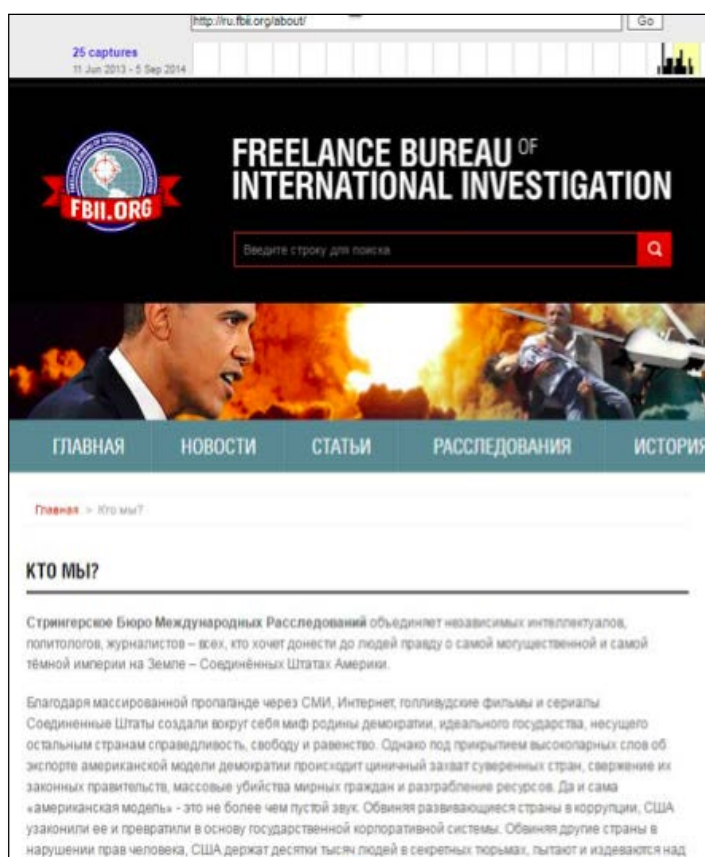 http://ru.fbii.org/about/ Go
25 captures
11 Jun 2013 - 5 Sep 2014
FREELANCE BUREAU OF
INTERNATIONAL INVESTIGATION
FBII.ORG
Введите строку для поиска
ГЛАВНАЯ НОВОСТИ СТАТЬИ РАССЛЕДОВАНИЯ ИСТОРИЯ
Главная > Кто мы?
КТО МЫ?
Стрингерское Бюро Международных Расследований объединяет независимых интеллектуалов,
политологов, журналистов – всех, кто хочет донести до людей правду о самой могущественной и самой
тёмной империи на Земле – Соединённых Штатах Америки.
Благодаря массированной пропаганде через СМИ, Интернет, голливудские фильмы и сериалы
Соединенные Штаты создали вокруг себя миф родины демократии, идеального государства, несущего
остальным странам справедливость, свободу и равенство. Однако под прикрытием высокопарных слов об
экспорте американской модели демократии происходит циничный захват суверенных стран, свержение их
законных правительств, массовые убийства мирных граждан и разграбление ресурсов. Да и сама
«американская модель» - это не более чем пустой звук. Обвиняя развивающиеся страны в коррупции, США
узаконили ее и превратили в основу государственной корпоративной системы. Обвиняя другие страны в
нарушении прав человека, США держат десятки тысяч людей в секретных тюрьмах, пытают и издеваются над